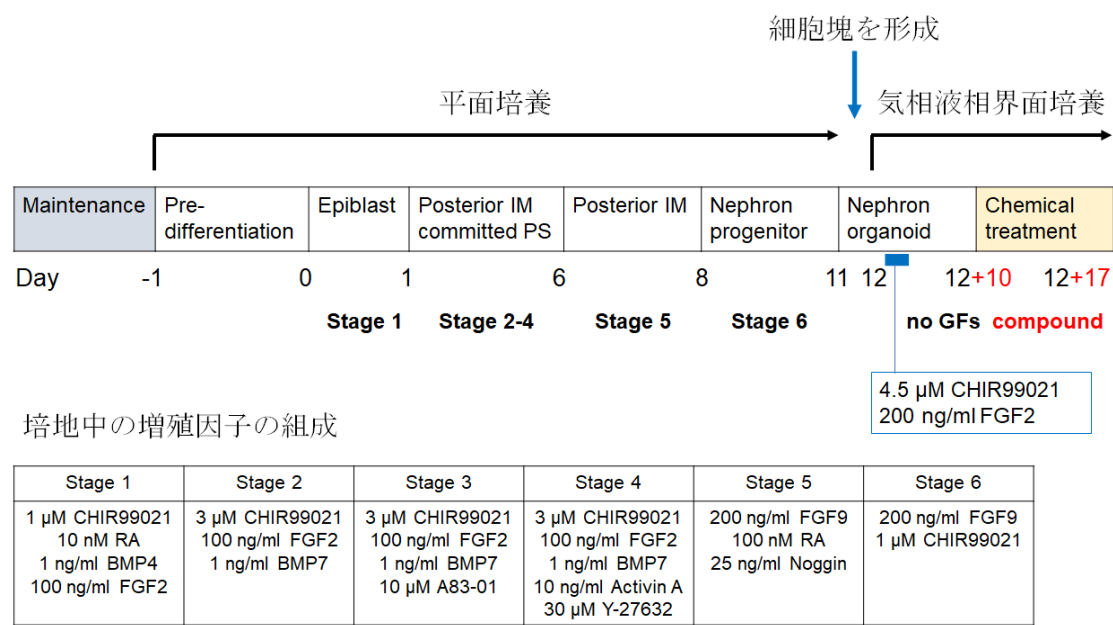 細胞塊を形成
平面培養
気相液相界面培養
Maintenance
Pre-
differentiation
Epiblast
Posterior IM
committed PS
Posterior IM
Nephron
progenitor
Nephron
organoid
Chemical
treatment
Day -1 0 1 6 8 11 12 12+10 12+17
Stage 1 Stage 2-4 Stage 5 Stage 6 no GFs compound
4.5 μM CHIR99021
200 ng/ml FGF2
培地中の増殖因子の組成
Stage 1
1 μM CHIR99021
10 nM RA
1 ng/ml BMP4
100 ng/ml FGF2
Stage 2
3 μM CHIR99021
100 ng/ml FGF2
1 ng/ml BMP7
Stage 3
3 μM CHIR99021
100 ng/ml FGF2
1 ng/ml BMP7
10 μM A83-01
Stage 4
3 μM CHIR99021
100 ng/ml FGF2
1 ng/ml BMP7
10 ng/ml Activin A
30 μM Y-27632
Stage 5
200 ng/ml FGF9
100 nM RA
25 ng/ml Noggin
Stage 6
200 ng/ml FGF9
1 μM CHIR99021